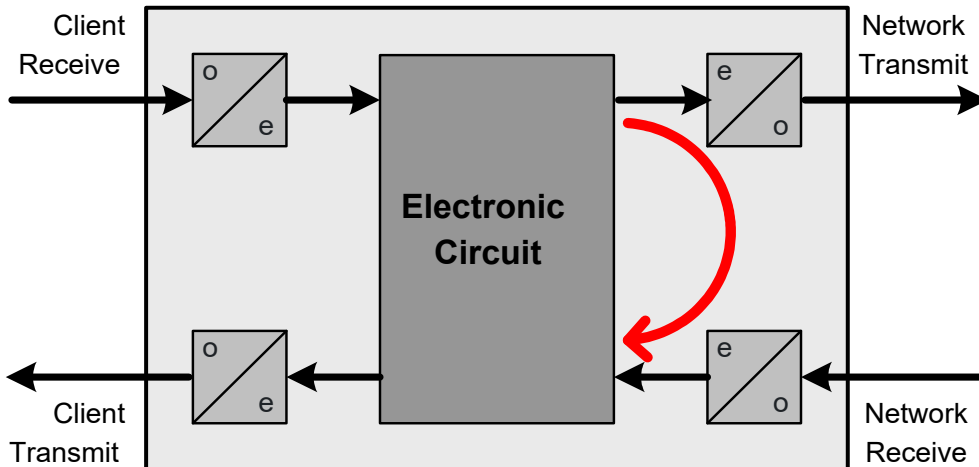 Client
Receive
Network
Transmit
o
e
e
o
Electronic
Circuit
o
e
e
o
Client
Transmit
Network
Receive